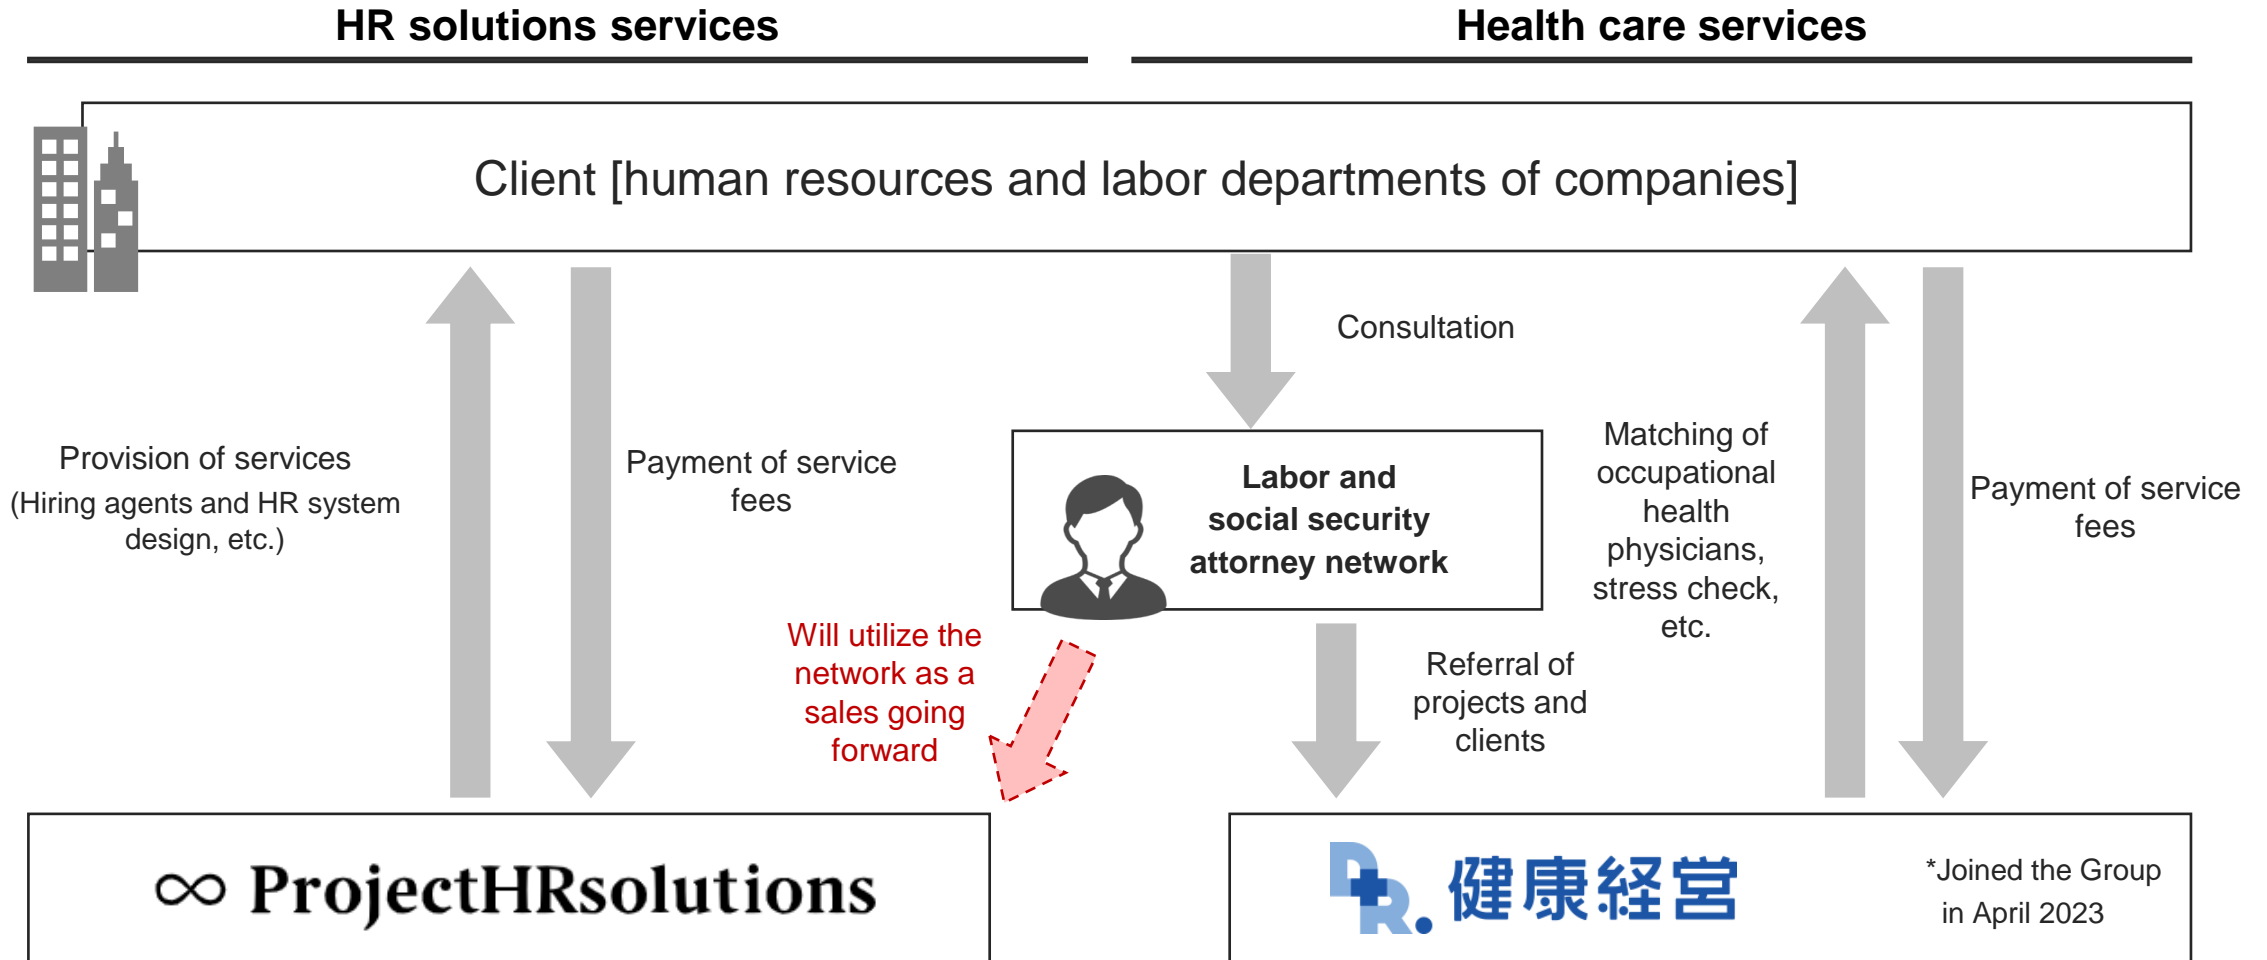 HR solutions services
Health care services
Client [human resources and labor departments of companies]
Consultation
Provision of services
(Hiring agents and HR system
design, etc.)
Payment of service
fees
Labor and
social security
attorney network
Matching of
occupational
health
physicians,
stress check,
etc.
Payment of service
fees
Will utilize the
network as a
sales going
forward
Referral of
projects and
clients
∞ ProjectHRsolutions
DR.健康経営
*Joined the Group
in April 2023